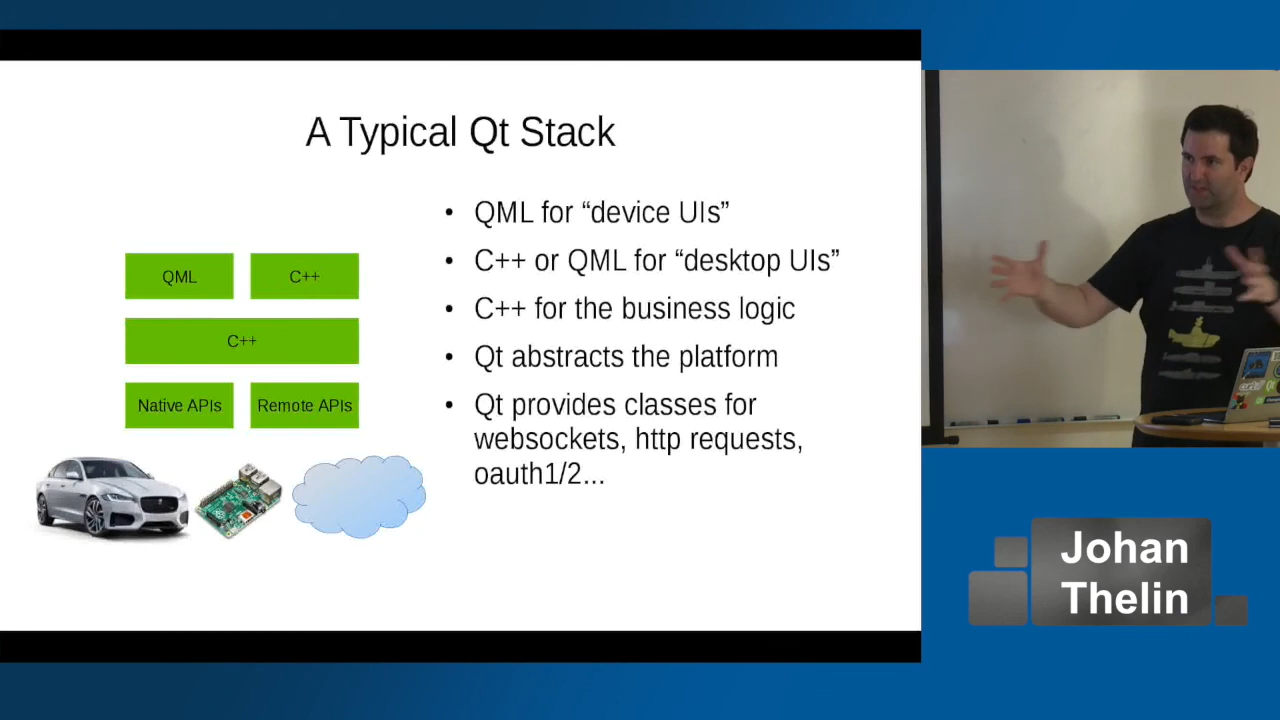 A Typical Qt Stack
QML
C++
C++
Native APIs
Remote APIs
• QML for “device UIs”
• C++ or QML for “desktop UIs”
• C++ for the business logic
• Qt abstracts the platform
• Qt provides classes for
websockets, http requests,
oauth1/2...
Johan
Thelin